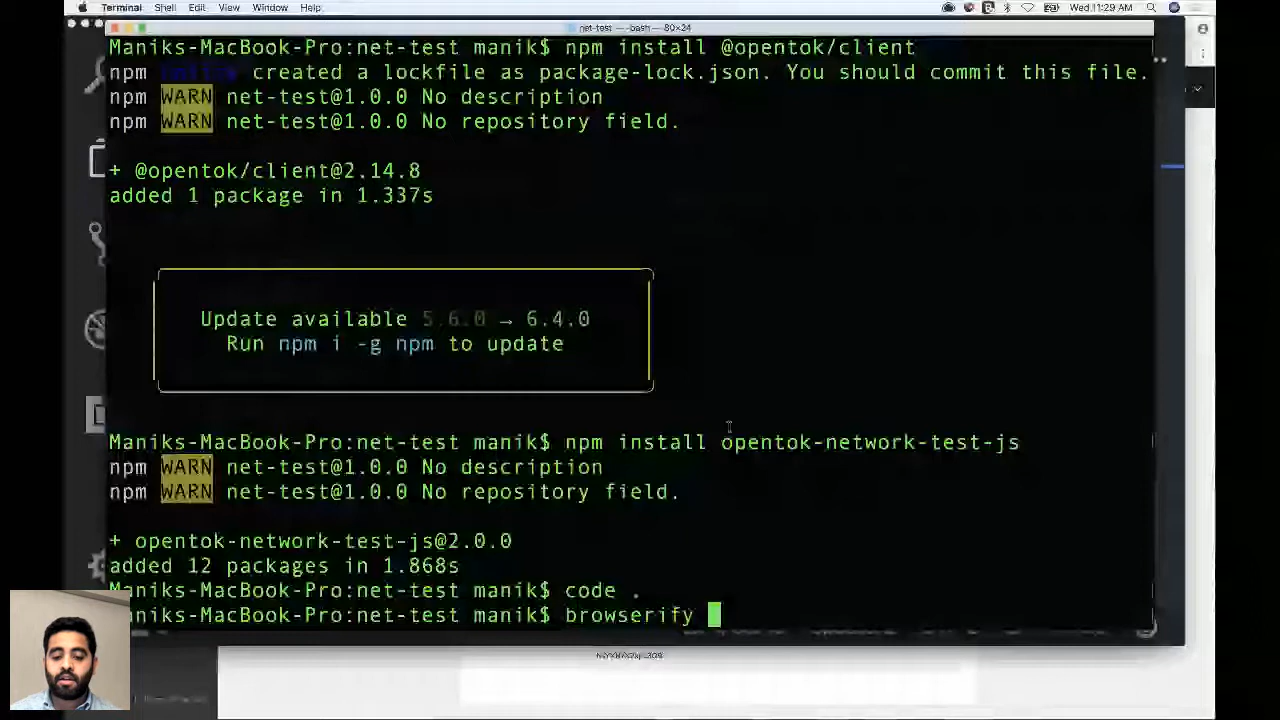 Terminal Shell Edit View Window Help Wed 11:29 AM
net-test — -bash — 80×24
Maniks-MacBook-Pro:net-test manik$ npm install @opentok/client
npm created a lockfile as package-lock.json. You should commit this file.
npm WARN net-test@1.0.0 No description
npm WARN net-test@1.0.0 No repository field.
+ @opentok/client@2.14.8
added 1 package in 1.337s
Update available 5.6.0 → 6.4.0
Run npm i -g npm to update
Maniks-MacBook-Pro:net-test manik$ npm install opentok-network-test-js
npm WARN net-test@1.0.0 No description
npm WARN net-test@1.0.0 No repository field.
+ opentok-network-test-js@2.0.0
added 12 packages in 1.868s
Maniks-MacBook-Pro:net-test manik$ code .
aniks-MacBook-Pro:net-test manik$ browserify